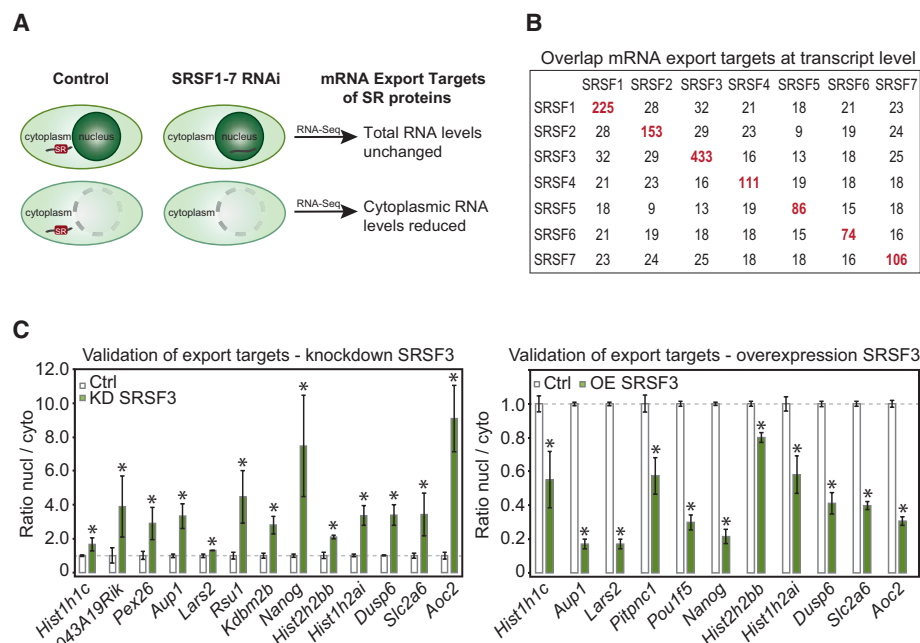 A
Control
SRSF1-7 RNAi
mRNA Export Targets
of SR proteins
cytoplasm
nucleus
SR
cytoplasm
nucleus
RNA-Seq
Total RNA levels
unchanged
cytoplasm
SR
cytoplasm
RNA-Seq
Cytoplasmic RNA
levels reduced
B
Overlap mRNA export targets at transcript level
SRSF1 SRSF2 SRSF3 SRSF4 SRSF5 SRSF6 SRSF7
SRSF1 225 28 32 21 18 21 23
SRSF2 28 153 29 23 9 19 24
SRSF3 32 29 433 16 13 18 25
SRSF4 21 23 16 111 19 18 18
SRSF5 18 9 13 19 86 15 18
SRSF6 21 19 18 18 15 74 16
SRSF7 23 24 25 18 18 16 106
C
Validation of export targets - knockdown SRSF3
Ratio nucl / cyto
12.0
10.0
8.0
6.0
4.0
2.0
0
Ctrl
KD SRSF3
* * * * * * * * * * * * *
Hist1h1c
043A19Rik
Pex26
Aup1
Lars2
Rsu1
Kdbm2b
Nanog
Hist2h2bb
Hist1h2ai
Dusp6
Slc2a6
Aoc2
Validation of export targets - overexpression SRSF3
Ratio nucl / cyto
1.0
0.8
0.6
0.4
0.2
0
Ctrl
OE SRSF3
* * * * * * * * * * *
Hist1h1c
Aup1
Lars2
Pitpnc1
Pou1f5
Nanog
Hist2h2bb
Hist1h2ai
Dusp6
Slc2a6
Aoc2